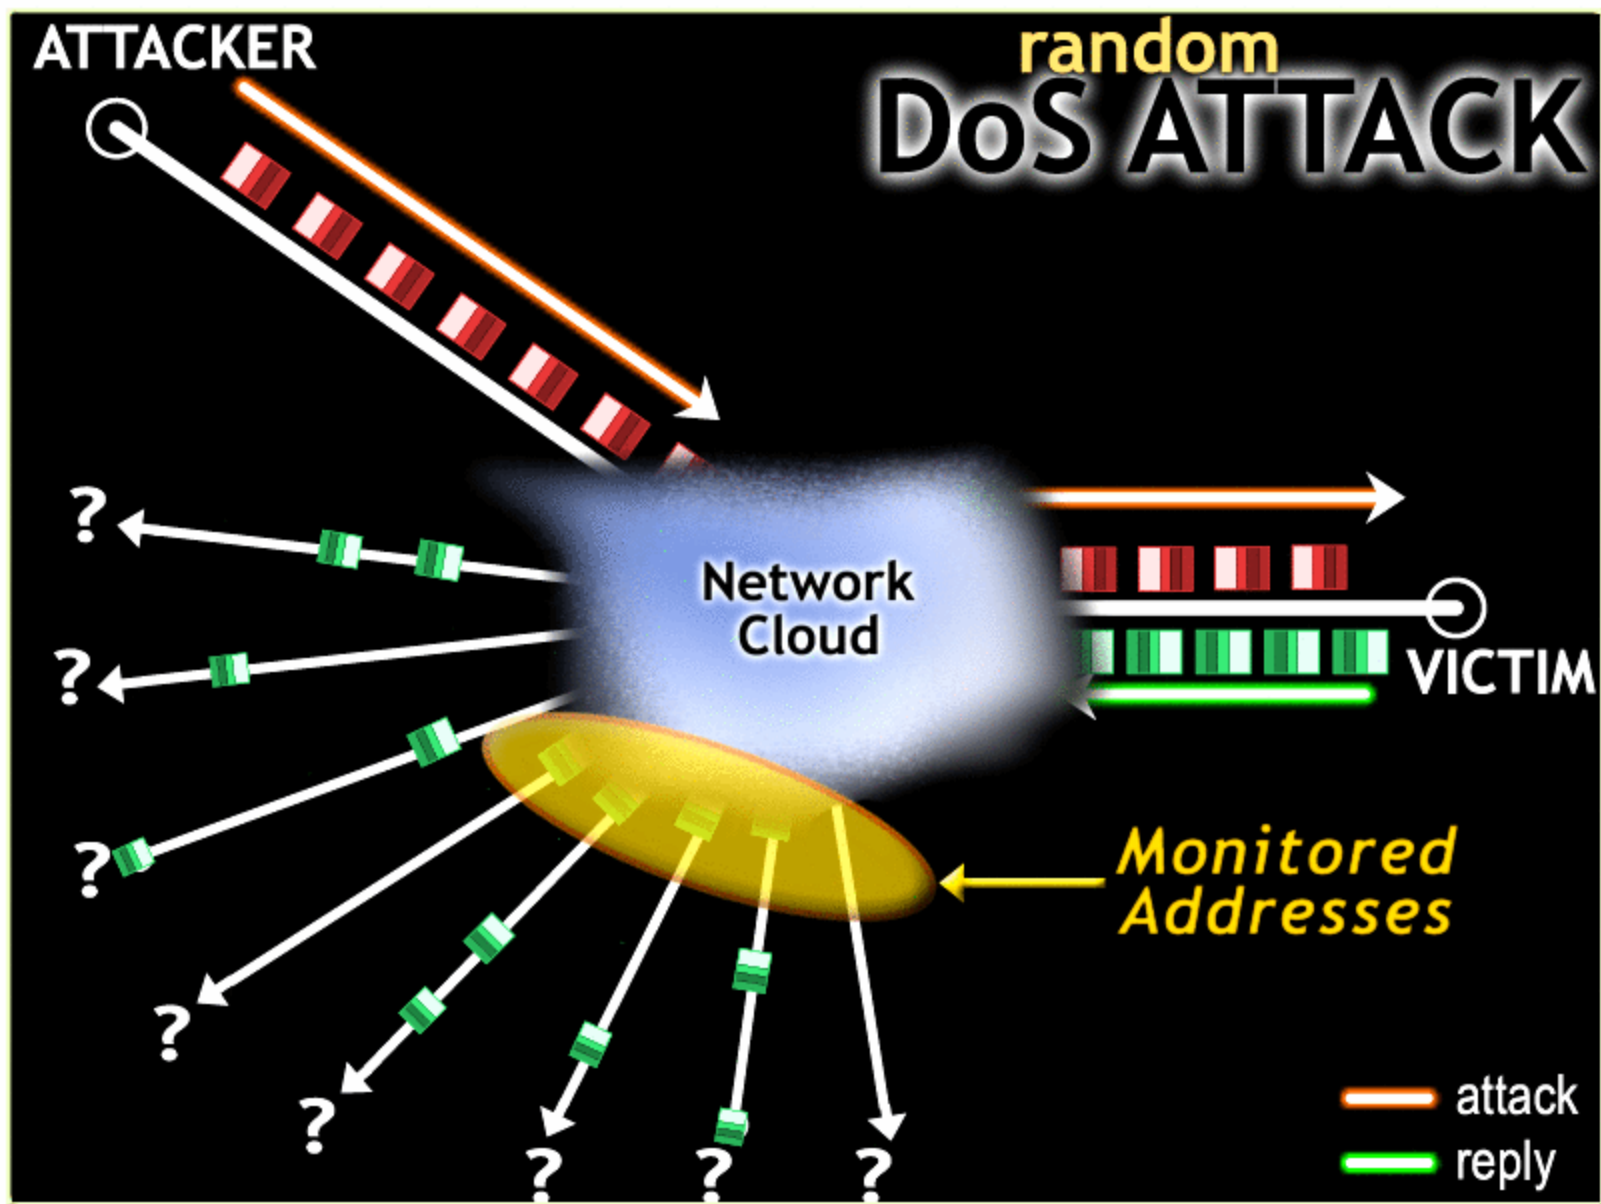 ATTACKER
random
DoS ATTACK
?
Network
Cloud
?
VICTIM
?
Monitored
Addresses
?
?
?
?
?
attack
reply